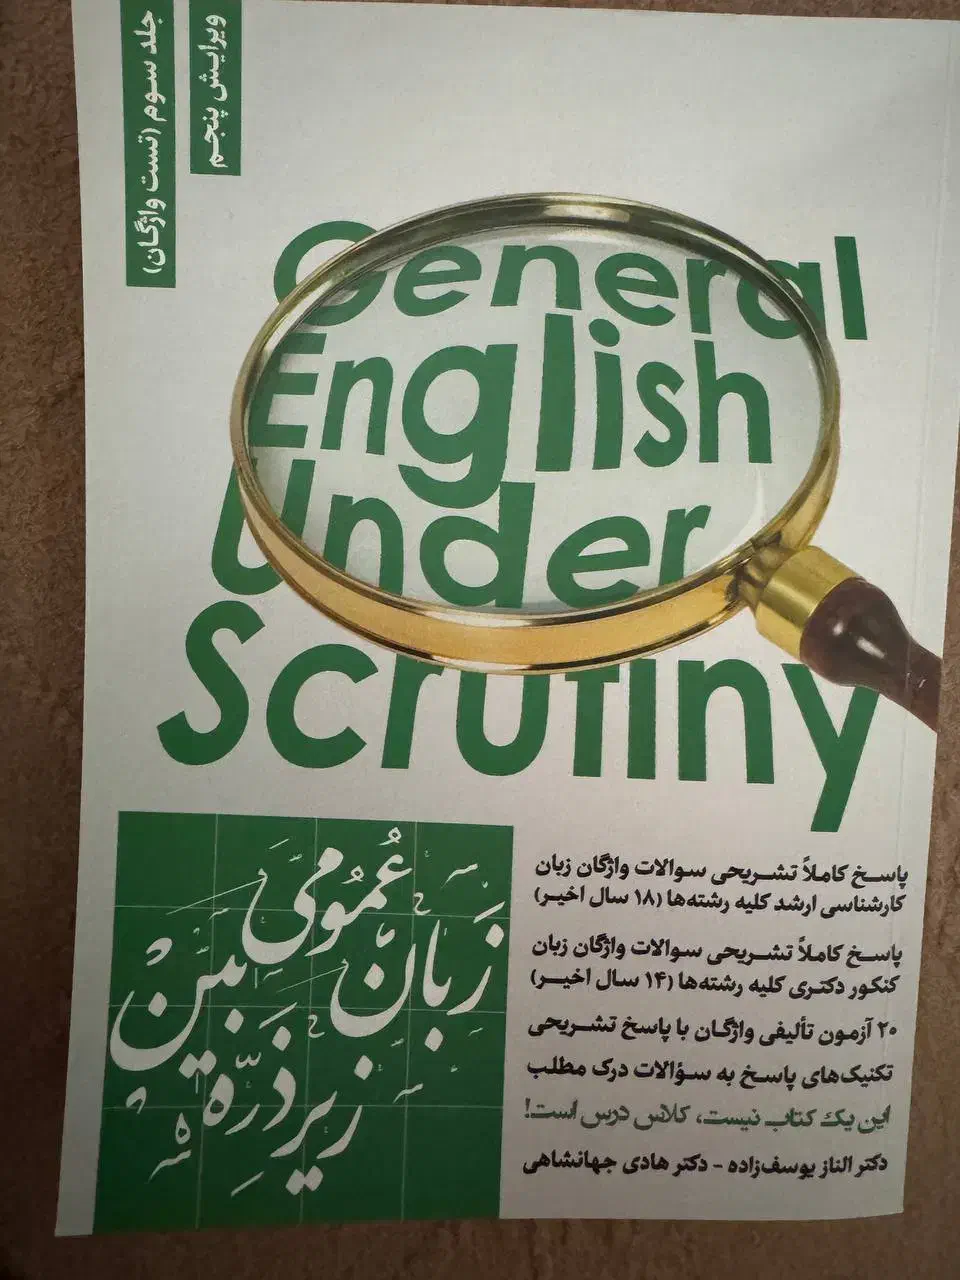 جلد سوم (تست واژگان)
ویرایش پنجم
General
English
Under
Scrutiny
زبان عمومی
زیر ذره‌بین
پاسخ کاملاً تشریحی سوالات واژگان زبان
کارشناسی ارشد کلیه رشته‌ها (۱۸ سال اخیر)
پاسخ کاملاً تشریحی سوالات واژگان زبان
کنکور دکتری کلیه رشته‌ها (۱۴ سال اخیر)
۲۰ آزمون تألیفی واژگان با پاسخ تشریحی
تکنیک‌های پاسخ به سؤالات درک مطلب
این یک کتاب نیست، کلاس درس است!
دکتر الناز یوسف‌زاده - دکتر هادی جهانشاهی